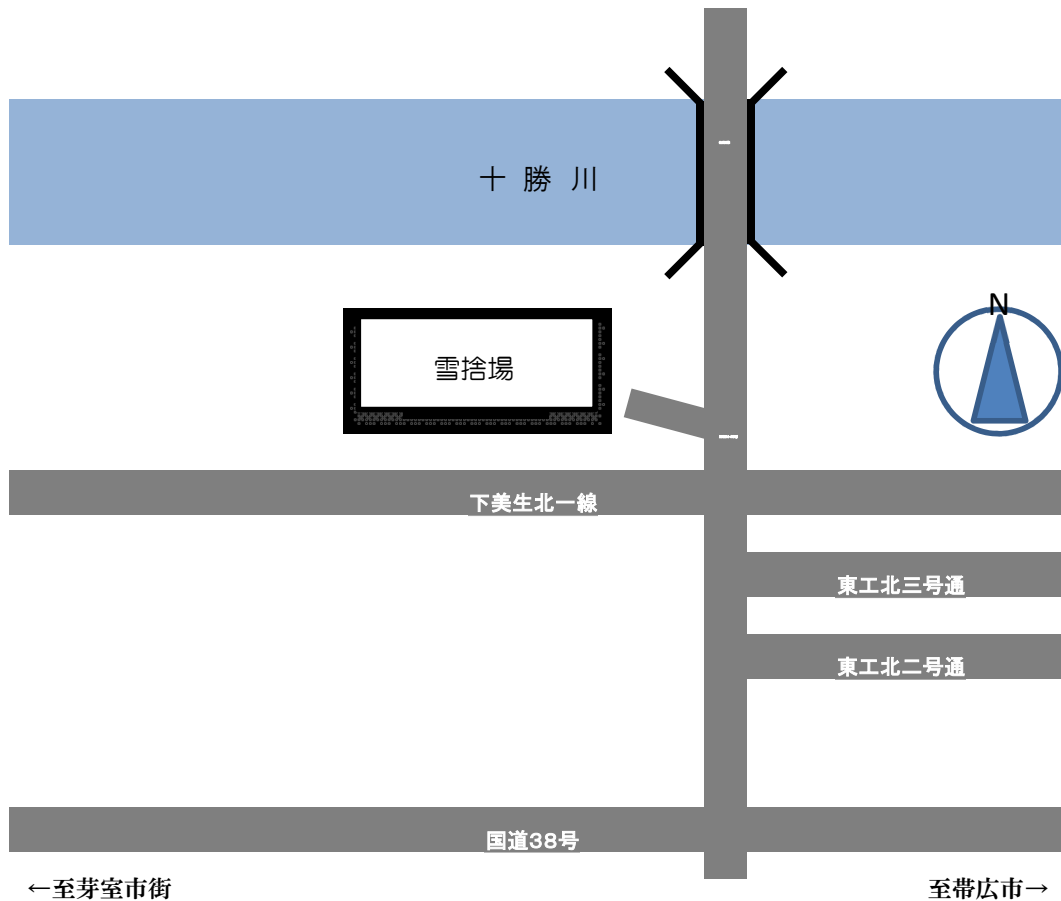 十勝川
N
雪捨場
下美生北一線
東工北三号通
東工北二号通
国道38号
←至芽室市街
至帯広市→